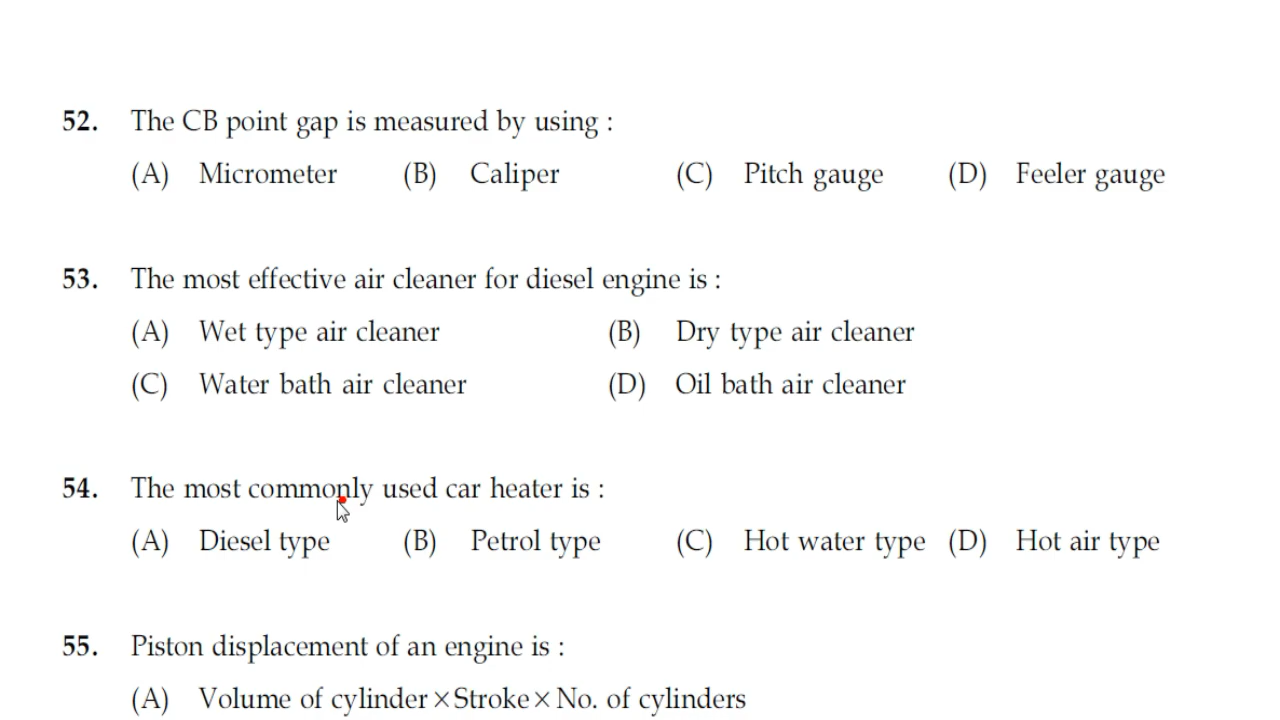 52. The CB point gap is measured by using :
(A) Micrometer (B) Caliper (C) Pitch gauge (D) Feeler gauge
53. The most effective air cleaner for diesel engine is :
(A) Wet type air cleaner (B) Dry type air cleaner
(C) Water bath air cleaner (D) Oil bath air cleaner
54. The most commonly used car heater is :
(A) Diesel type (B) Petrol type (C) Hot water type (D) Hot air type
55. Piston displacement of an engine is :
(A) Volume of cylinder×Stroke×No. of cylinders